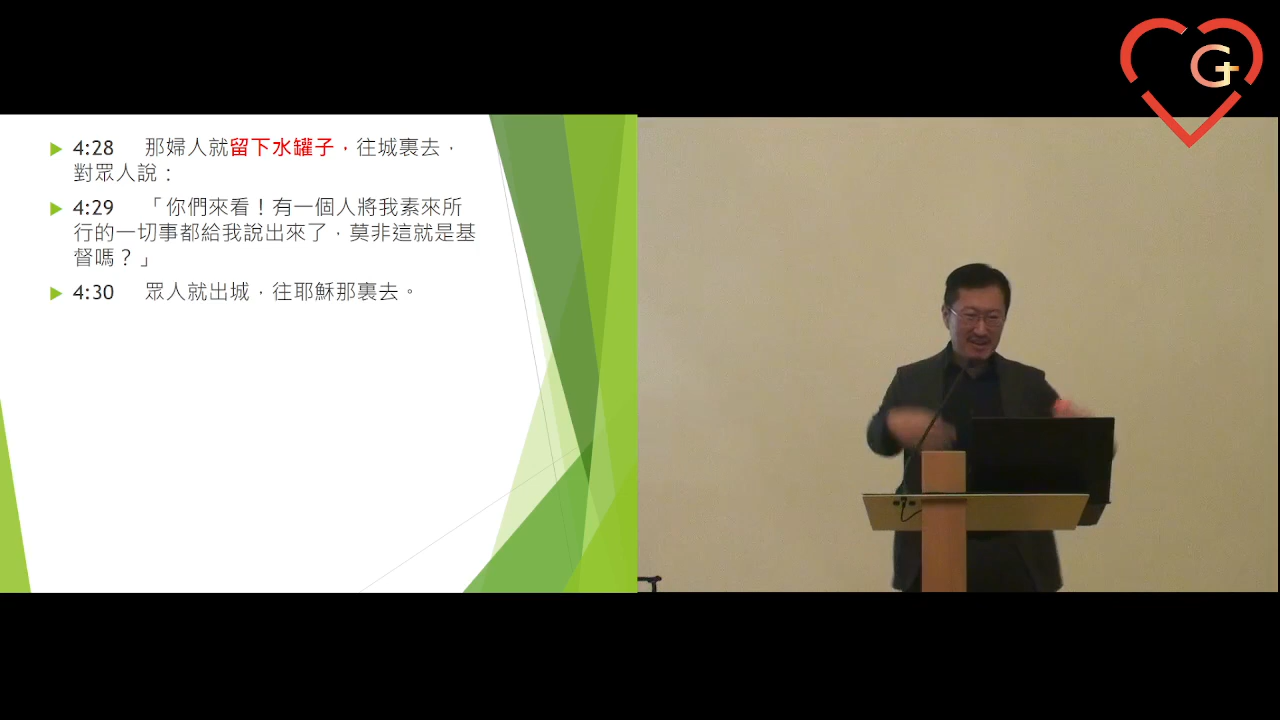 4:28 那婦人就留下水罐子，往城裏去，
對眾人說：
4:29 「你們來看！有一個人將我素來所
行的一切事都給我說出來了，莫非這就是基
督嗎？」
4:30 眾人就出城，往耶穌那裏去。
G